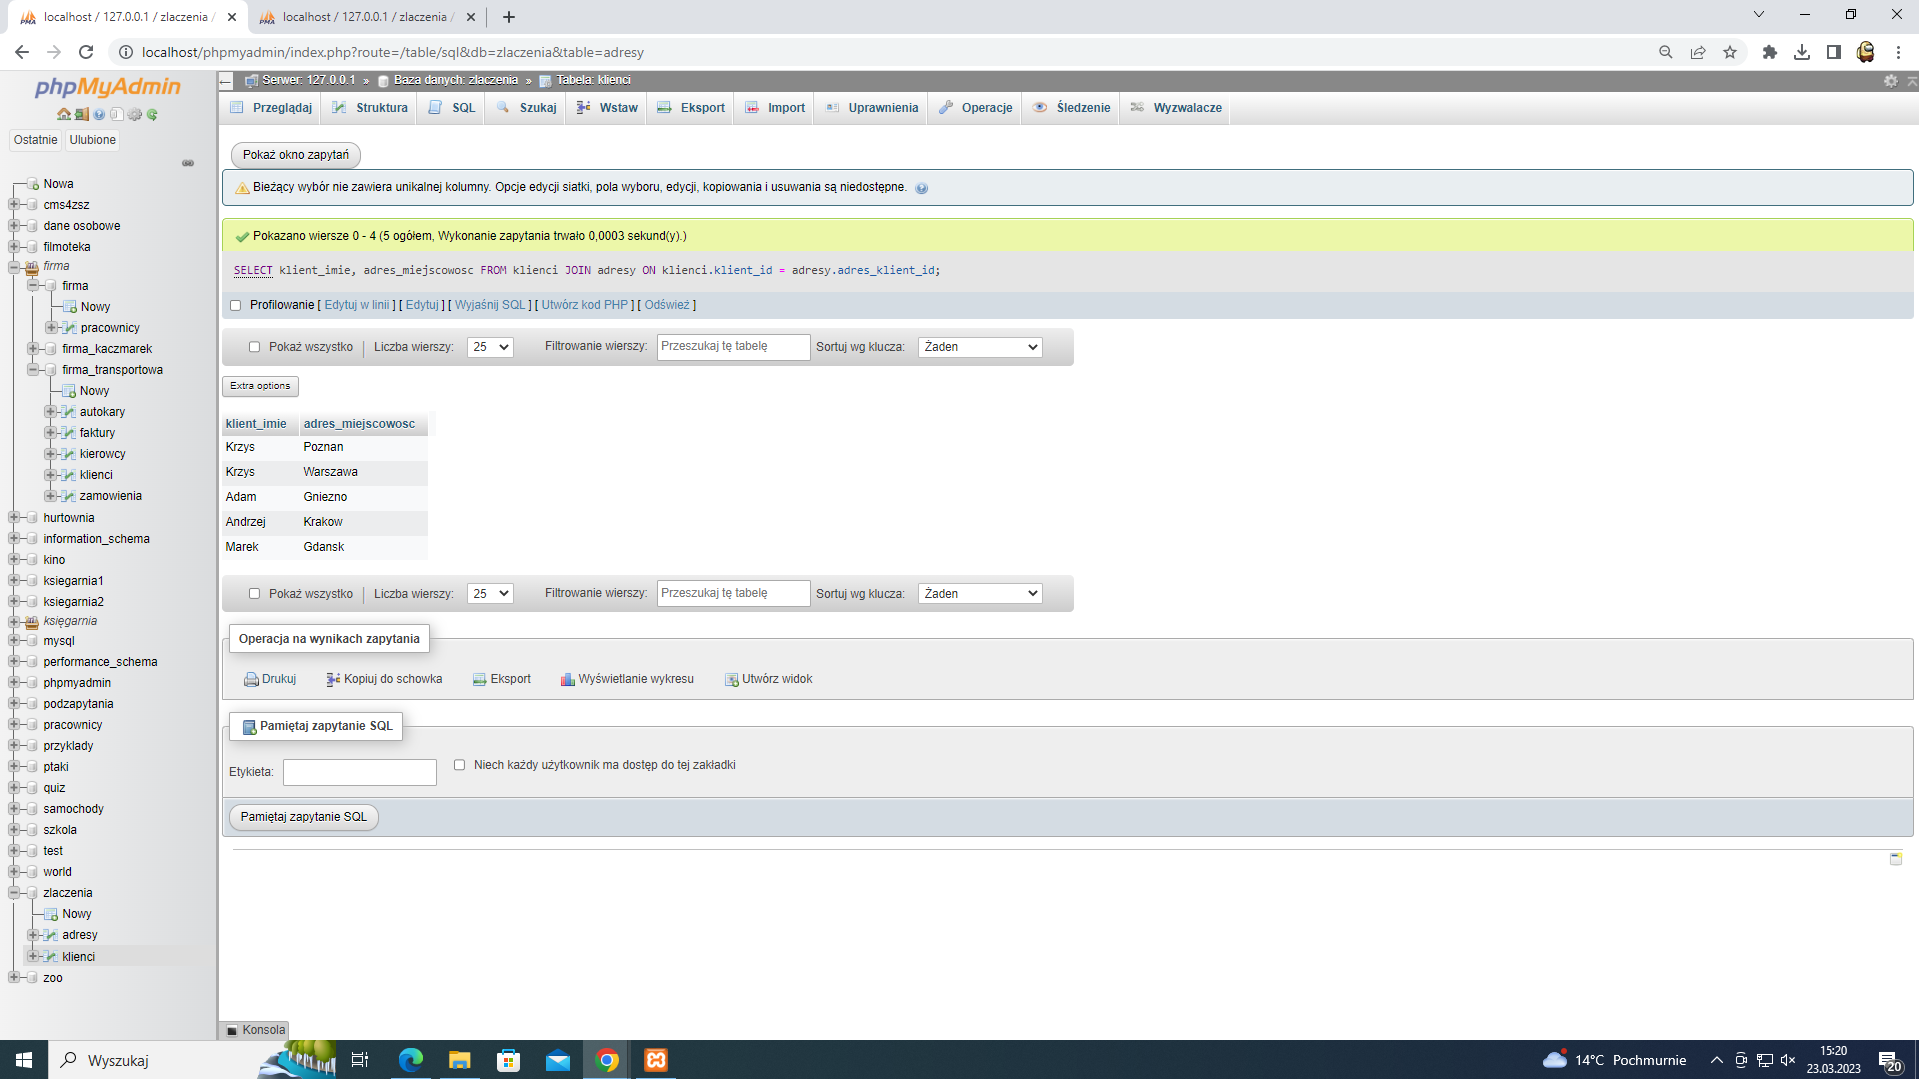 localhost / 127.0.0.1 / zlaczenia /
localhost / 127.0.0.1 / zlaczenia /
localhost/phpmyadmin/index.php?route=/table/sql&db=zlaczenia&table=adresy
phpMyAdmin
Ostatnie Ulubione
Nowa
cms4zsz
dane osobowe
filmoteka
firma
firma
Nowy
pracownicy
firma_kaczmarek
firma_transportowa
Nowy
autokary
faktury
kierowcy
klienci
zamowienia
hurtownia
information_schema
kino
ksiegarnia1
ksiegarnia2
księgarnia
mysql
performance_schema
phpmyadmin
podzapytania
pracownicy
przyklady
ptaki
quiz
samochody
szkola
test
world
zlaczenia
Nowy
adresy
klienci
zoo
Serwer: 127.0.0.1 » Baza danych: zlaczenia » Tabela: klienci
Przeglądaj Struktura SQL Szukaj Wstaw Eksport Import Uprawnienia Operacje Śledzenie Wyzwalacze
Pokaż okno zapytań
Bieżący wybór nie zawiera unikalnej kolumny. Opcje edycji siatki, pola wyboru, edycji, kopiowania i usuwania są niedostępne.
Pokazano wiersze 0 - 4 (5 ogółem, Wykonanie zapytania trwało 0,0003 sekund(y).)
SELECT klient_imie, adres_miejscowosc FROM klienci JOIN adresy ON klienci.klient_id = adresy.adres_klient_id;
Profilowanie [ Edytuj w linii ] [ Edytuj ] [ Wyjaśnij SQL ] [ Utwórz kod PHP ] [ Odśwież ]
Pokaż wszystko | Liczba wierszy: 25 Filtrowanie wierszy: Przeszukaj tę tabelę Sortuj wg klucza: Żaden
Extra options
klient_imie adres_miejscowosc
Krzys Poznan
Krzys Warszawa
Adam Gniezno
Andrzej Krakow
Marek Gdansk
Pokaż wszystko | Liczba wierszy: 25 Filtrowanie wierszy: Przeszukaj tę tabelę Sortuj wg klucza: Żaden
Operacja na wynikach zapytania
Drukuj Kopiuj do schowka Eksport Wyświetlanie wykresu Utwórz widok
Pamiętaj zapytanie SQL
Etykieta: Niech każdy użytkownik ma dostęp do tej zakładki
Pamiętaj zapytanie SQL
Konsola
Wyszukaj
14°C Pochmurnie
15:20
23.03.2023
20